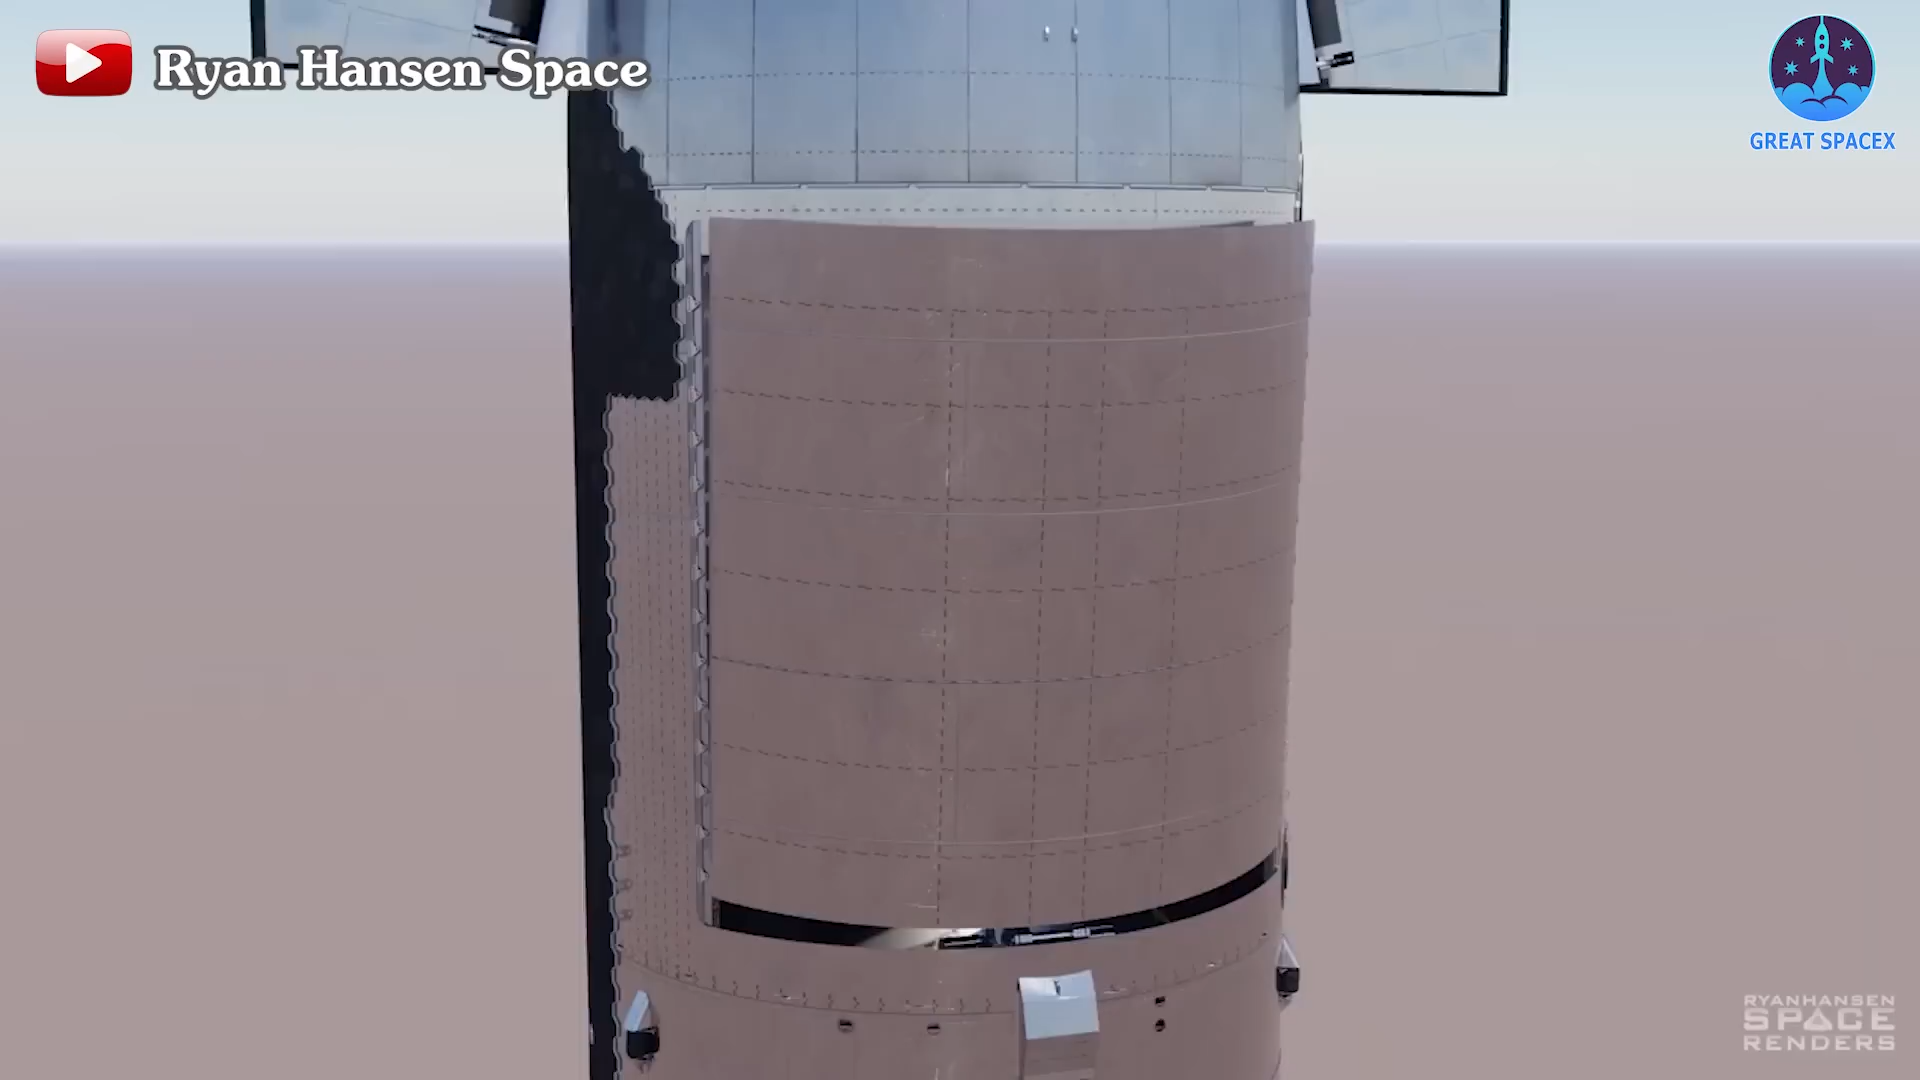 Ryan Hansen Space
GREAT SPACEX
RYANHANSEN
SPACE
RENDERS